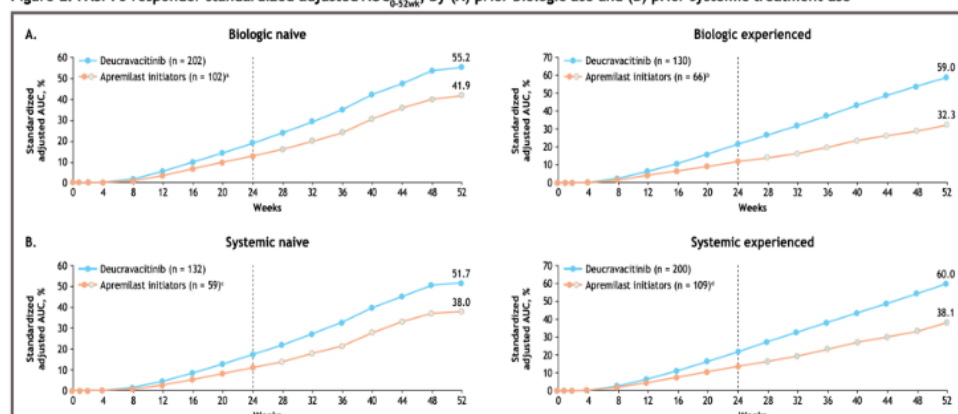 A.
Biologic naive
Deucravacitinib (n = 202)
Apremilast initiators (n = 102)ᵃ
Standardized
adjusted AUC, %
60
50
40
30
20
10
0
55.2
41.9
0 4 8 12 16 20 24 28 32 36 40 44 48 52
Weeks
Biologic experienced
Deucravacitinib (n = 130)
Apremilast initiators (n = 66)ᵇ
Standardized
adjusted AUC, %
70
60
50
40
30
20
10
0
59.0
32.3
0 4 8 12 16 20 24 28 32 36 40 44 48 52
Weeks
B.
Systemic naive
Deucravacitinib (n = 132)
Apremilast initiators (n = 59)ᶜ
Standardized
adjusted AUC, %
60
50
40
30
20
10
0
51.7
38.0
0 4 8 12 16 20 24 28 32 36 40 44 48 52
Weeks
Systemic experienced
Deucravacitinib (n = 200)
Apremilast initiators (n = 109)ᵈ
Standardized
adjusted AUC, %
70
60
50
40
30
20
10
0
60.0
38.1
0 4 8 12 16 20 24 28 32 36 40 44 48 52